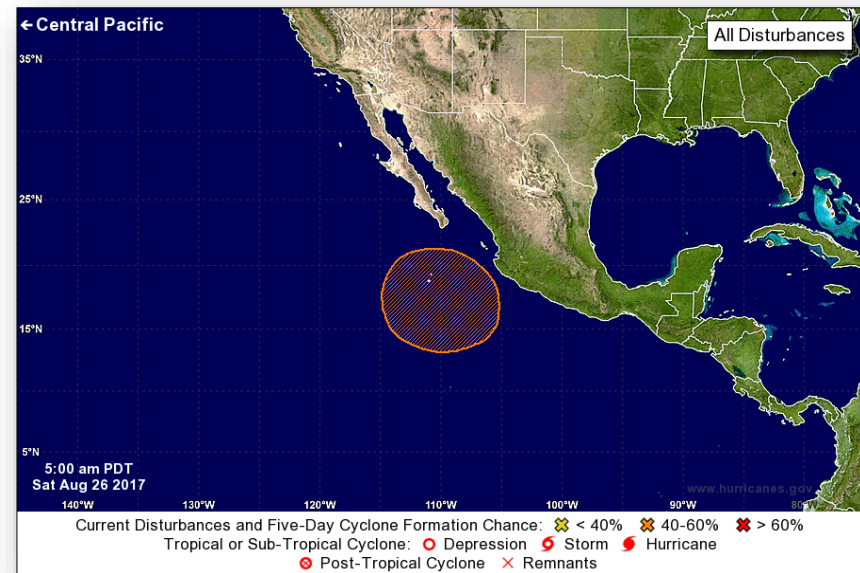 ←Central Pacific
All Disturbances
35°N
25°N
15°N
5°N
5:00 am PDT
Sat Aug 26 2017
www.hurricanes.gov
140°W 130°W 120°W 110°W 100°W 90°W 80°W
Current Disturbances and Five-Day Cyclone Formation Chance: < 40% 40-60% > 60%
Tropical or Sub-Tropical Cyclone: Depression Storm Hurricane
Post-Tropical Cyclone Remnants